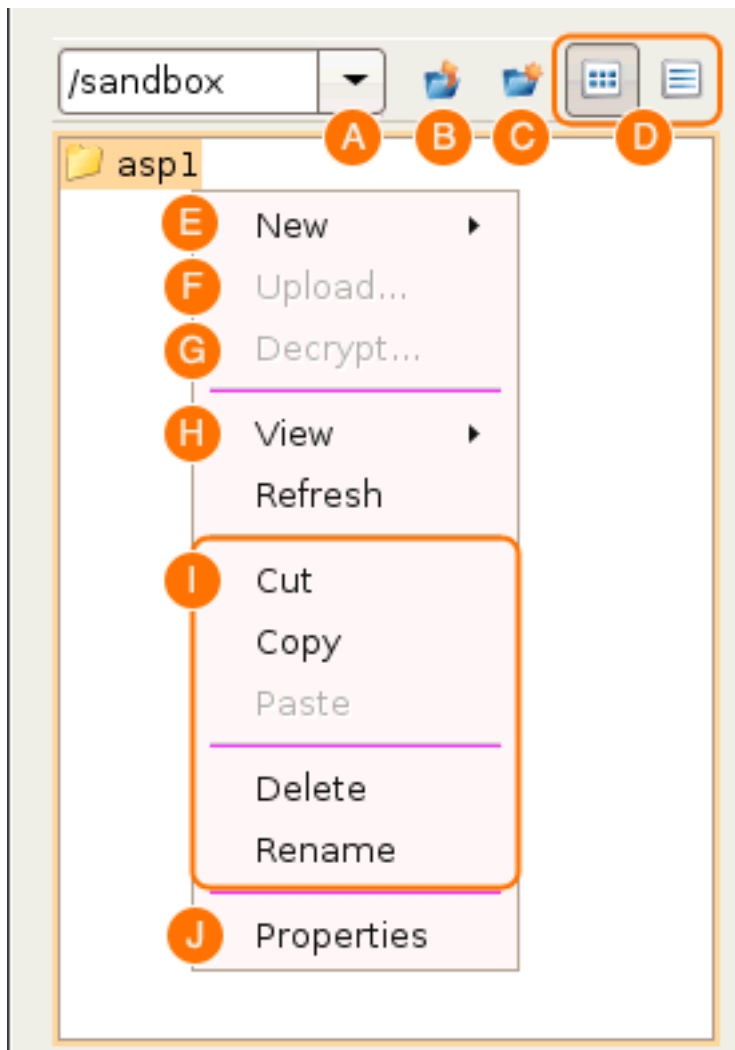 /sandbox
A B C D
asp1
E New
F Upload...
G Decrypt...
H View
Refresh
I Cut
Copy
Paste
Delete
Rename
J Properties